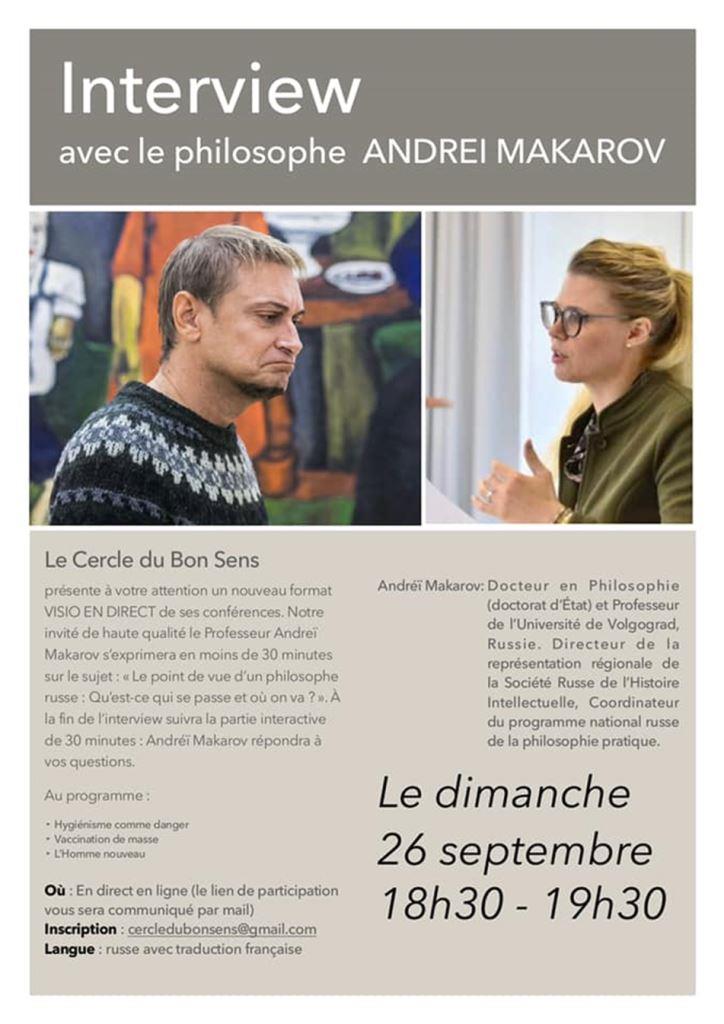 Interview
avec le philosophe ANDREI MAKAROV
Le Cercle du Bon Sens
présente à votre attention un nouveau format
VISIO EN DIRECT de ses conférences. Notre
invité de haute qualité le Professeur Andreï
Makarov s'exprimera en moins de 30 minutes
sur le sujet : « Le point de vue d'un philosophe
russe : Qu'est-ce qui se passe et où on va ? ». À
la fin de l'interview suivra la partie interactive
de 30 minutes : Andréï Makarov répondra à
vos questions.
Au programme :
• Hygiénisme comme danger
• Vaccination de masse
• L'Homme nouveau
Où : En direct en ligne (le lien de participation
vous sera communiqué par mail)
Inscription : cercledubonsens@gmail.com
Langue : russe avec traduction française
Andréï Makarov: Docteur en Philosophie
(doctorat d'État) et Professeur
de l'Université de Volgograd,
Russie. Directeur de la
représentation régionale de
la Société Russe de l'Histoire
Intellectuelle, Coordinateur
du programme national russe
de la philosophie pratique.
Le dimanche
26 septembre
18h30 - 19h30